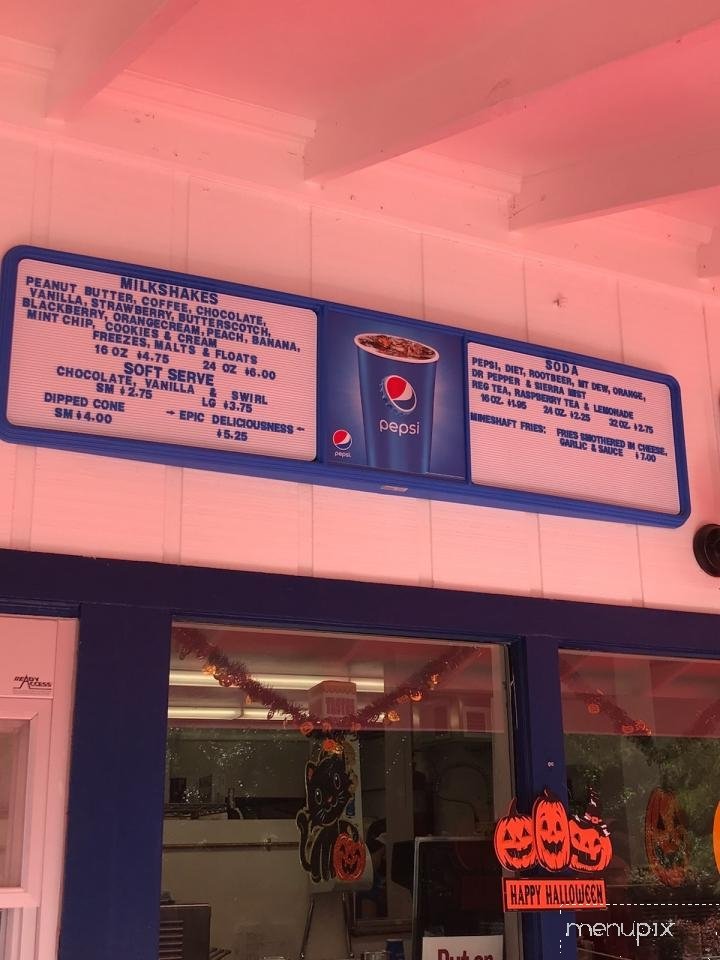 MILKSHAKES
PEANUT BUTTER, COFFEE, CHOCOLATE,
VANILLA, STRAWBERRY, BUTTERSCOTCH,
BLACKBERRY, ORANGECREAM, PEACH, BANANA,
MINT CHIP, COOKIES & CREAM
FREEZES, MALTS & FLOATS
16 OZ $4.75 24 OZ $6.00
SOFT SERVE
CHOCOLATE, VANILLA & SWIRL
SM $2.75 LG $3.75
DIPPED CONE - EPIC DELICIOUSNESS -
SM $4.00 $5.25
pepsi
pepsi.
SODA
PEPSI, DIET, ROOTBEER, MT DEW, ORANGE,
DR PEPPER & SIERRA MIST
REG TEA, RASPBERRY TEA & LEMONADE
16 OZ $1.95 24 OZ $2.25 32 OZ $2.75
MINESHAFT FRIES: FRIES SMOTHERED IN CHEESE,
GARLIC & SAUCE $7.00
READY ACCESS
HAPPY HALLOWEEN
menupix